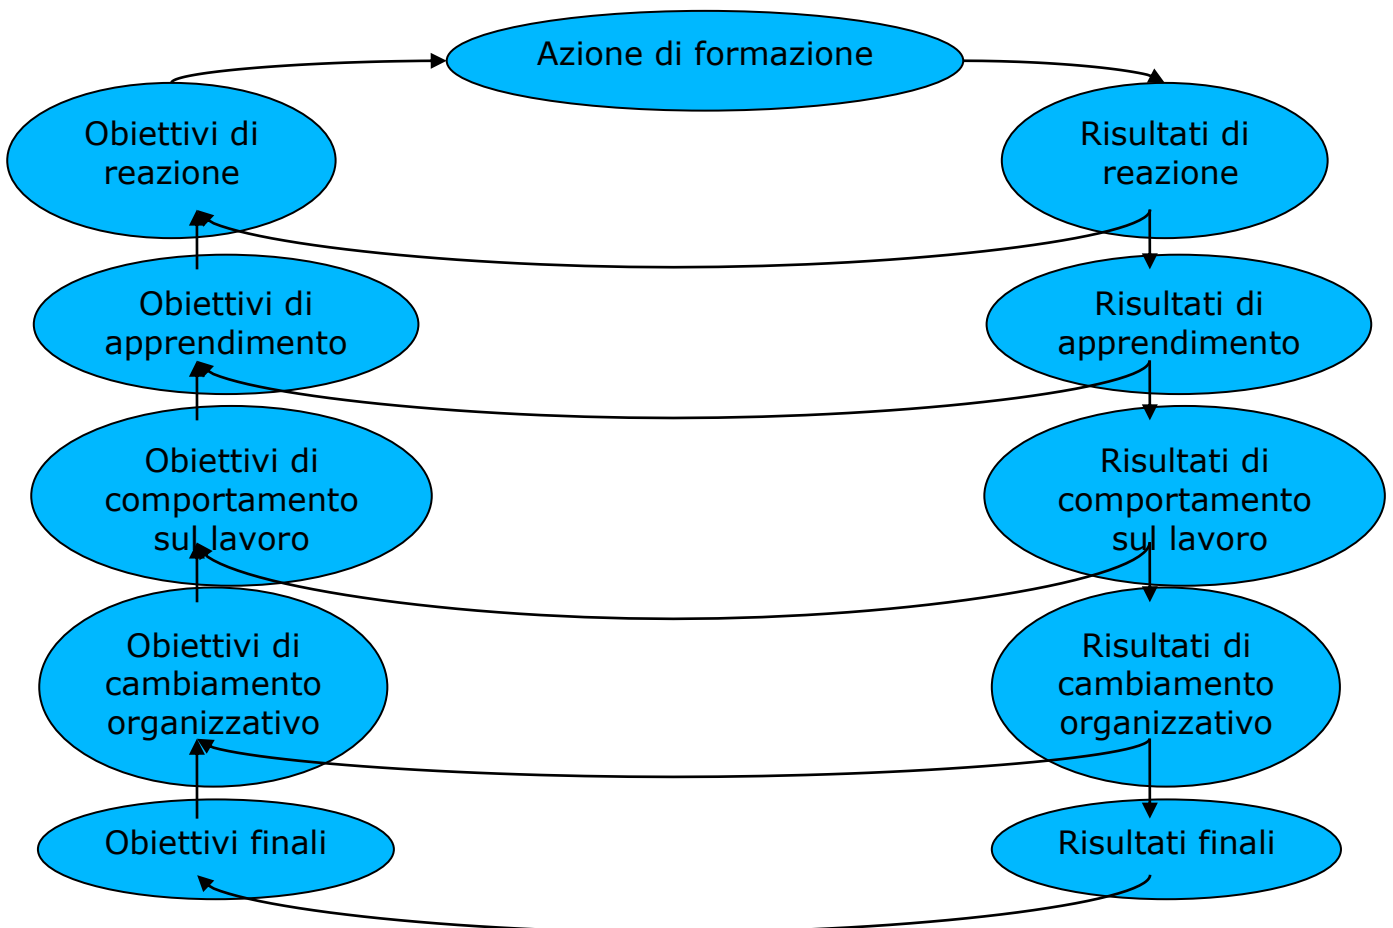 Azione di formazione
Obiettivi di
reazione
Risultati di
reazione
Obiettivi di
apprendimento
Risultati di
apprendimento
Obiettivi di
comportamento
sul lavoro
Risultati di
comportamento
sul lavoro
Obiettivi di
cambiamento
organizzativo
Risultati di
cambiamento
organizzativo
Obiettivi finali
Risultati finali